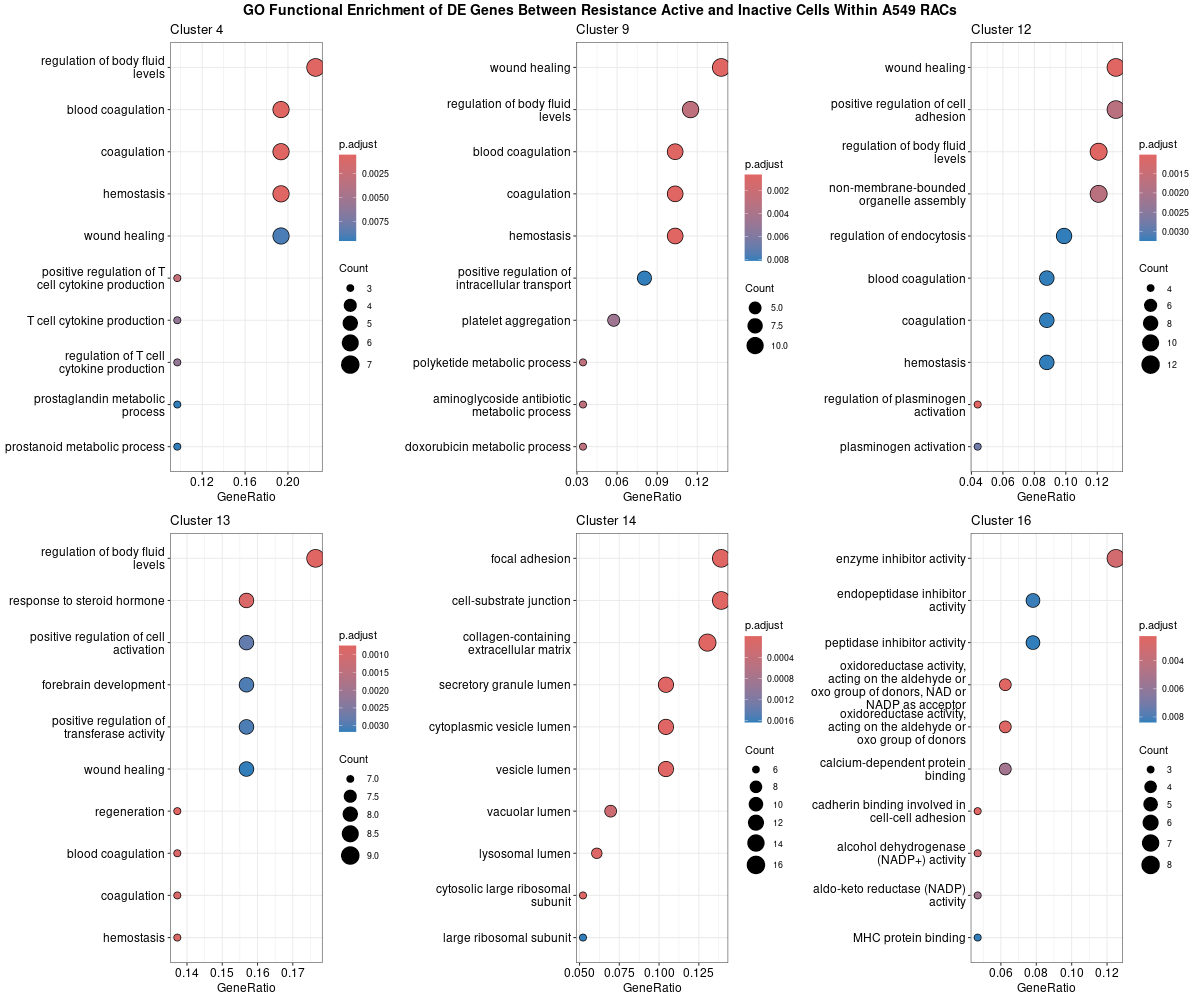 GO Functional Enrichment of DE Genes Between Resistance Active and Inactive Cells Within A549 RACs
Cluster 4
regulation of body fluid
levels
blood coagulation
coagulation
hemostasis
wound healing
positive regulation of T
cell cytokine production
T cell cytokine production
regulation of T cell
cytokine production
prostaglandin metabolic
process
prostanoid metabolic process
0.12 0.16 0.20
GeneRatio
p.adjust
0.0025
0.0050
0.0075
Count
3
4
5
6
7
Cluster 9
wound healing
regulation of body fluid
levels
blood coagulation
coagulation
hemostasis
positive regulation of
intracellular transport
platelet aggregation
polyketide metabolic process
aminoglycoside antibiotic
metabolic process
doxorubicin metabolic process
0.03 0.06 0.09 0.12
GeneRatio
p.adjust
0.002
0.004
0.006
0.008
Count
5.0
7.5
10.0
Cluster 12
wound healing
positive regulation of cell
adhesion
regulation of body fluid
levels
non-membrane-bounded
organelle assembly
regulation of endocytosis
blood coagulation
coagulation
hemostasis
regulation of plasminogen
activation
plasminogen activation
0.04 0.06 0.08 0.10 0.12
GeneRatio
p.adjust
0.0015
0.0020
0.0025
0.0030
Count
4
6
8
10
12
Cluster 13
regulation of body fluid
levels
response to steroid hormone
positive regulation of cell
activation
forebrain development
positive regulation of
transferase activity
wound healing
regeneration
blood coagulation
coagulation
hemostasis
0.14 0.15 0.16 0.17
GeneRatio
p.adjust
0.0010
0.0015
0.0020
0.0025
0.0030
Count
7.0
7.5
8.0
8.5
9.0
Cluster 14
focal adhesion
cell-substrate junction
collagen-containing
extracellular matrix
secretory granule lumen
cytoplasmic vesicle lumen
vesicle lumen
vacuolar lumen
lysosomal lumen
cytosolic large ribosomal
subunit
large ribosomal subunit
0.050 0.075 0.100 0.125
GeneRatio
p.adjust
0.0004
0.0008
0.0012
0.0016
Count
6
8
10
12
14
16
Cluster 16
enzyme inhibitor activity
endopeptidase inhibitor
activity
peptidase inhibitor activity
oxidoreductase activity,
acting on the aldehyde or
oxo group of donors, NAD or
NADP as acceptor
oxidoreductase activity,
acting on the aldehyde or
oxo group of donors
calcium-dependent protein
binding
cadherin binding involved in
cell-cell adhesion
alcohol dehydrogenase
(NADP+) activity
aldo-keto reductase (NADP)
activity
MHC protein binding
0.06 0.08 0.10 0.12
GeneRatio
p.adjust
0.004
0.006
0.008
Count
3
4
5
6
7
8